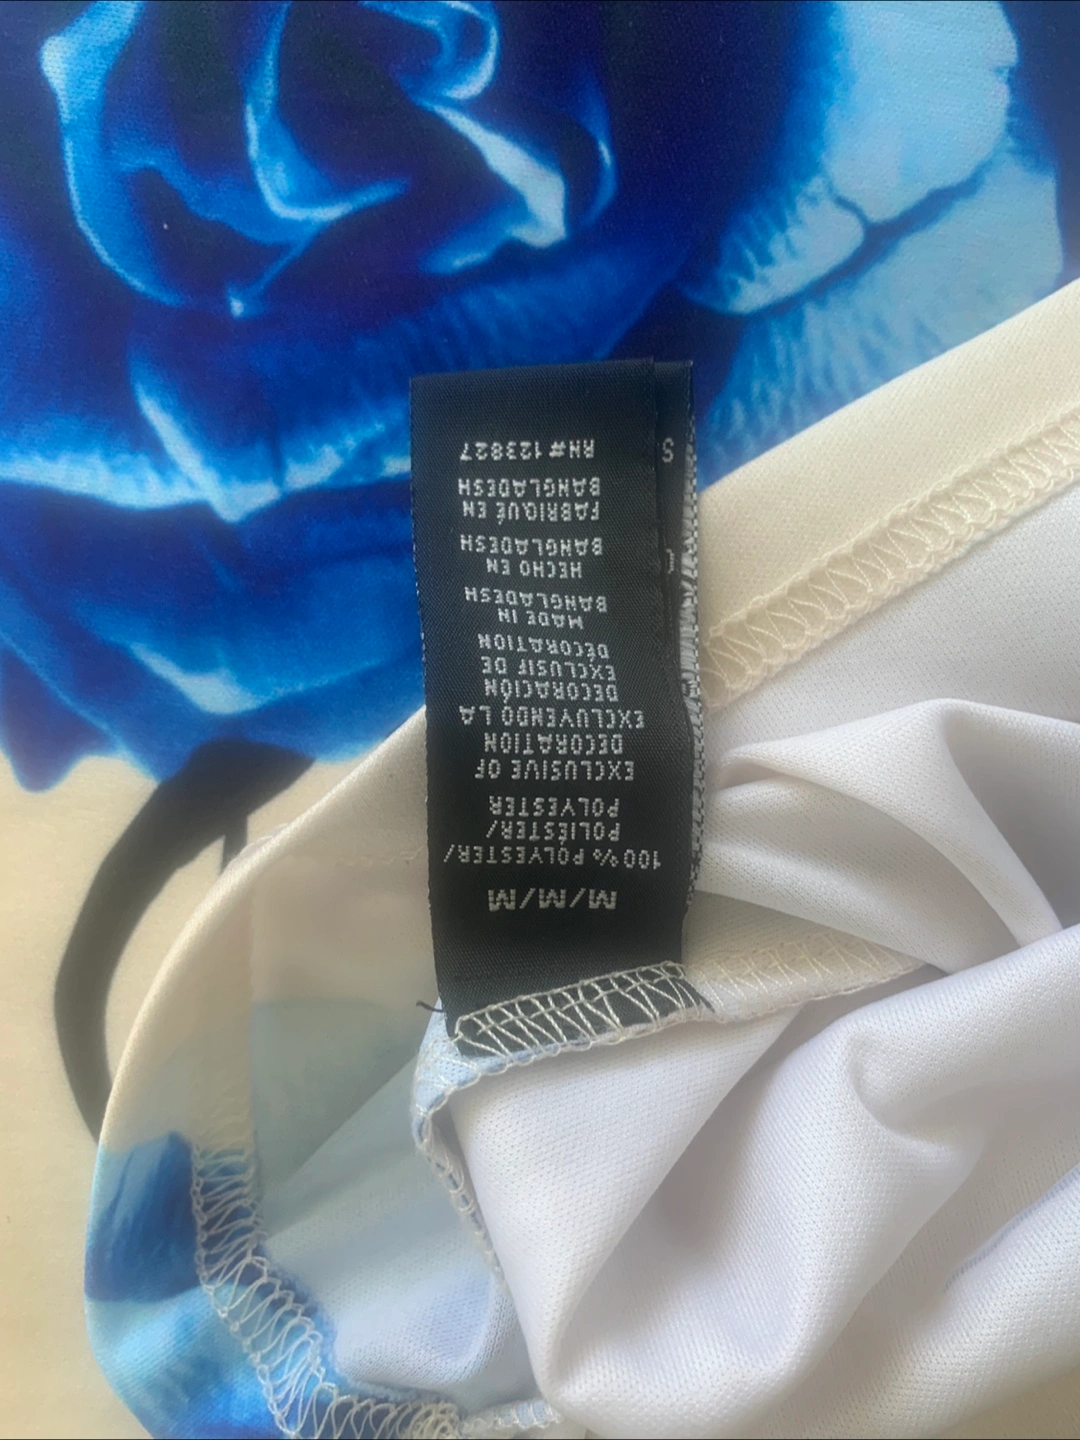 M/M/M
100% POLYESTER/
POLIÉSTER/
POLYESTER
EXCLUSIVE OF
DECORATION
EXCLUYENDO LA
DECORACIÓN
EXCLUSIF DE
DÉCORATION
MADE IN
BANGLADESH
HECHO EN
BANGLADESH
FABRIQUÉ EN
BANGLADESH
RN#123827